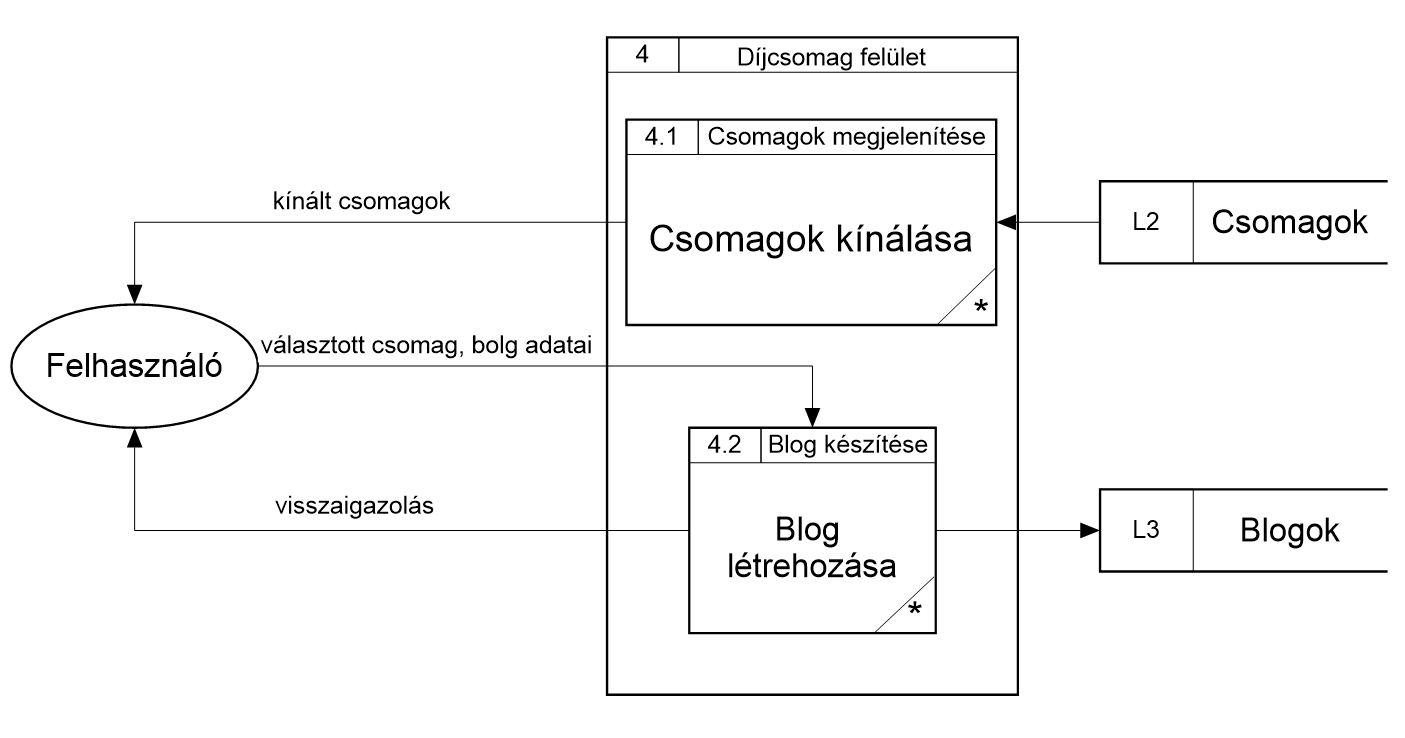 4
Díjcsomag felület
4.1
Csomagok megjelenítése
Csomagok kínálása
*
kínált csomagok
L2
Csomagok
Felhasználó
választott csomag, bolg adatai
4.2
Blog készítése
Blog
létrehozása
*
visszaigazolás
L3
Blogok